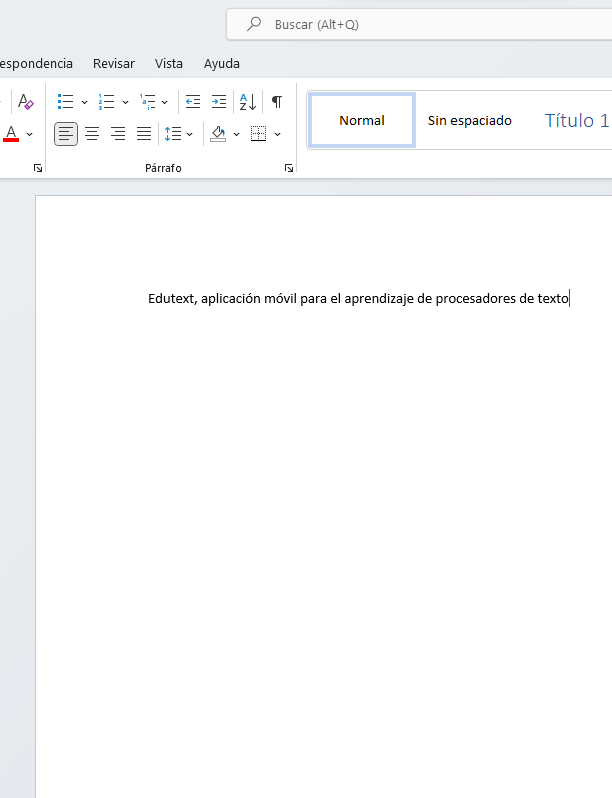 Buscar (Alt+Q)
espondencia Revisar Vista Ayuda
Normal Sin espaciado Título 1
Párrafo
Edutext, aplicación móvil para el aprendizaje de procesadores de texto